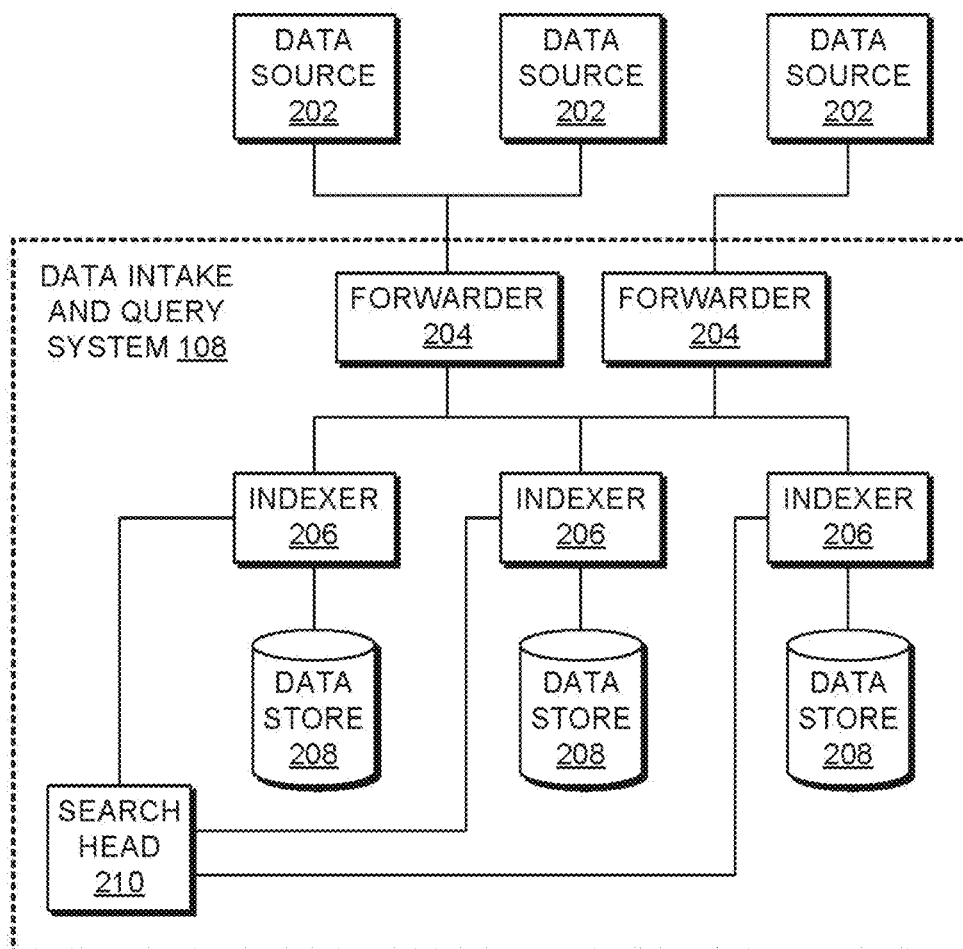 DATA
SOURCE
202
DATA
SOURCE
202
DATA
SOURCE
202
DATA INTAKE
AND QUERY
SYSTEM 108
FORWARDER
204
FORWARDER
204
INDEXER
206
INDEXER
206
INDEXER
206
DATA
STORE
208
DATA
STORE
208
DATA
STORE
208
SEARCH
HEAD
210